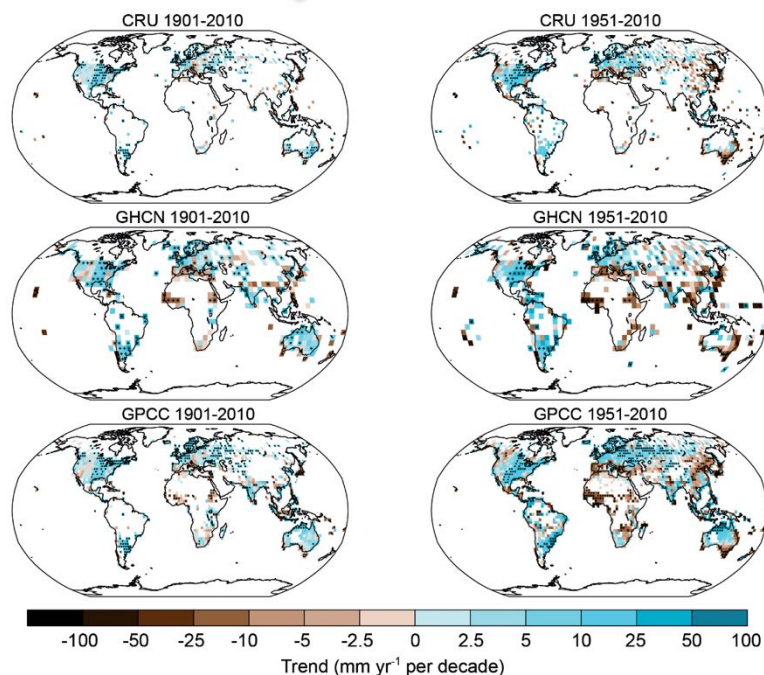 CRU 1901-2010
CRU 1951-2010
GHCN 1901-2010
GHCN 1951-2010
GPCC 1901-2010
GPCC 1951-2010
-100 -50 -25 -10 -5 -2.5 0 2.5 5 10 25 50 100
Trend (mm yr⁻¹ per decade)